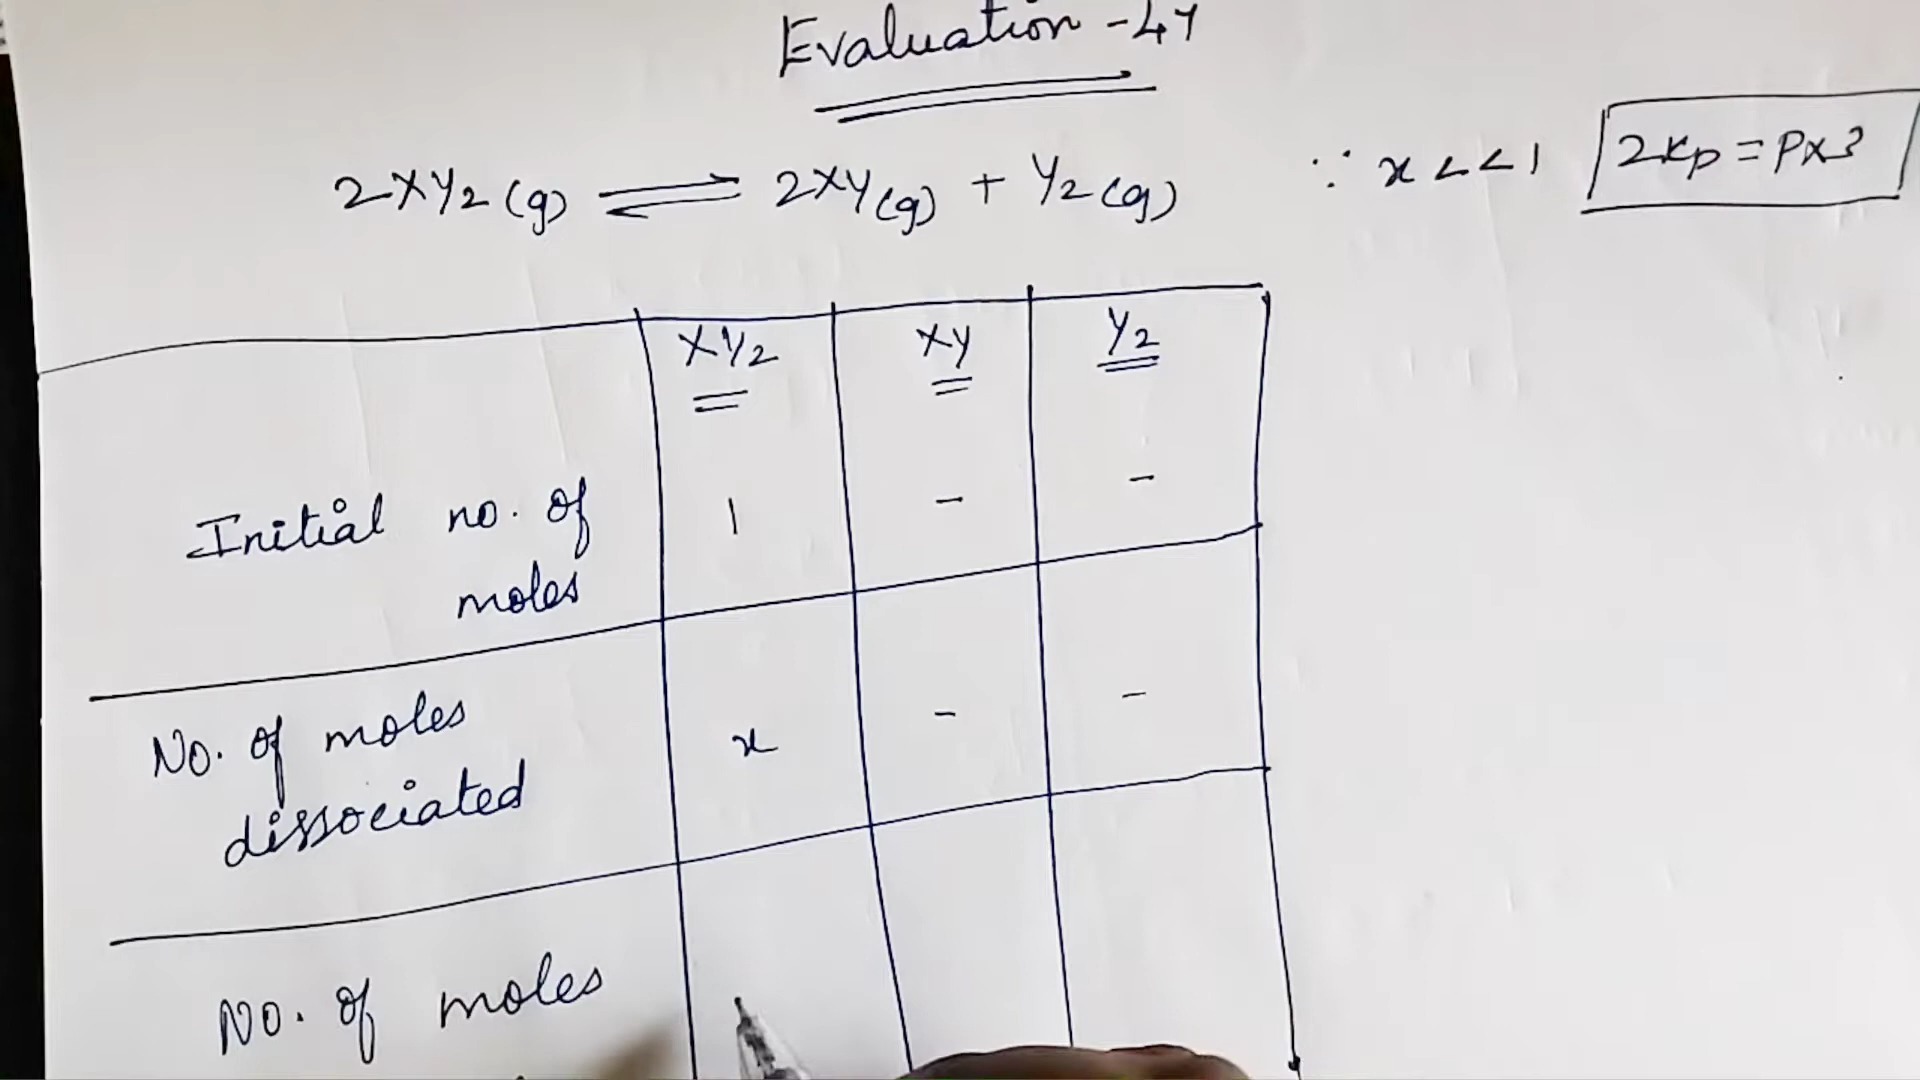 Evaluation - 4
2XY2 (g) ⇌ 2XY(g) + Y2 (g)
∵ x << 1 2Kp = Px3
XY2 XY Y2
Initial no. of moles 1 - -
No. of moles dissociated x - -
No. of moles